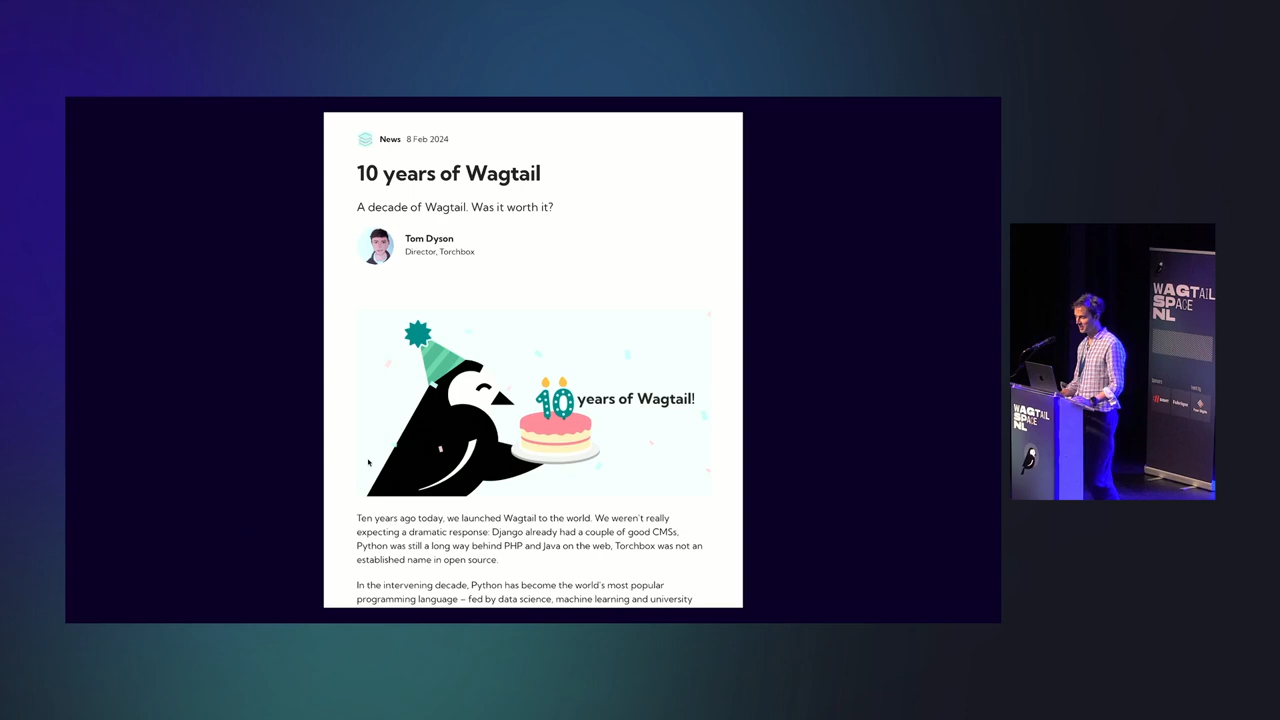 News 8 Feb 2024
10 years of Wagtail
A decade of Wagtail. Was it worth it?
Tom Dyson
Director, Torchbox
10 years of Wagtail!
Ten years ago today, we launched Wagtail to the world. We weren't really
expecting a dramatic response: Django already had a couple of good CMSs,
Python was still a long way behind PHP and Java on the web, Torchbox was not an
established name in open source.
In the intervening decade, Python has become the world's most popular
programming language – fed by data science, machine learning and university
WAGTAIL
SPACE
NL
WAGTAIL
SPACE
NL